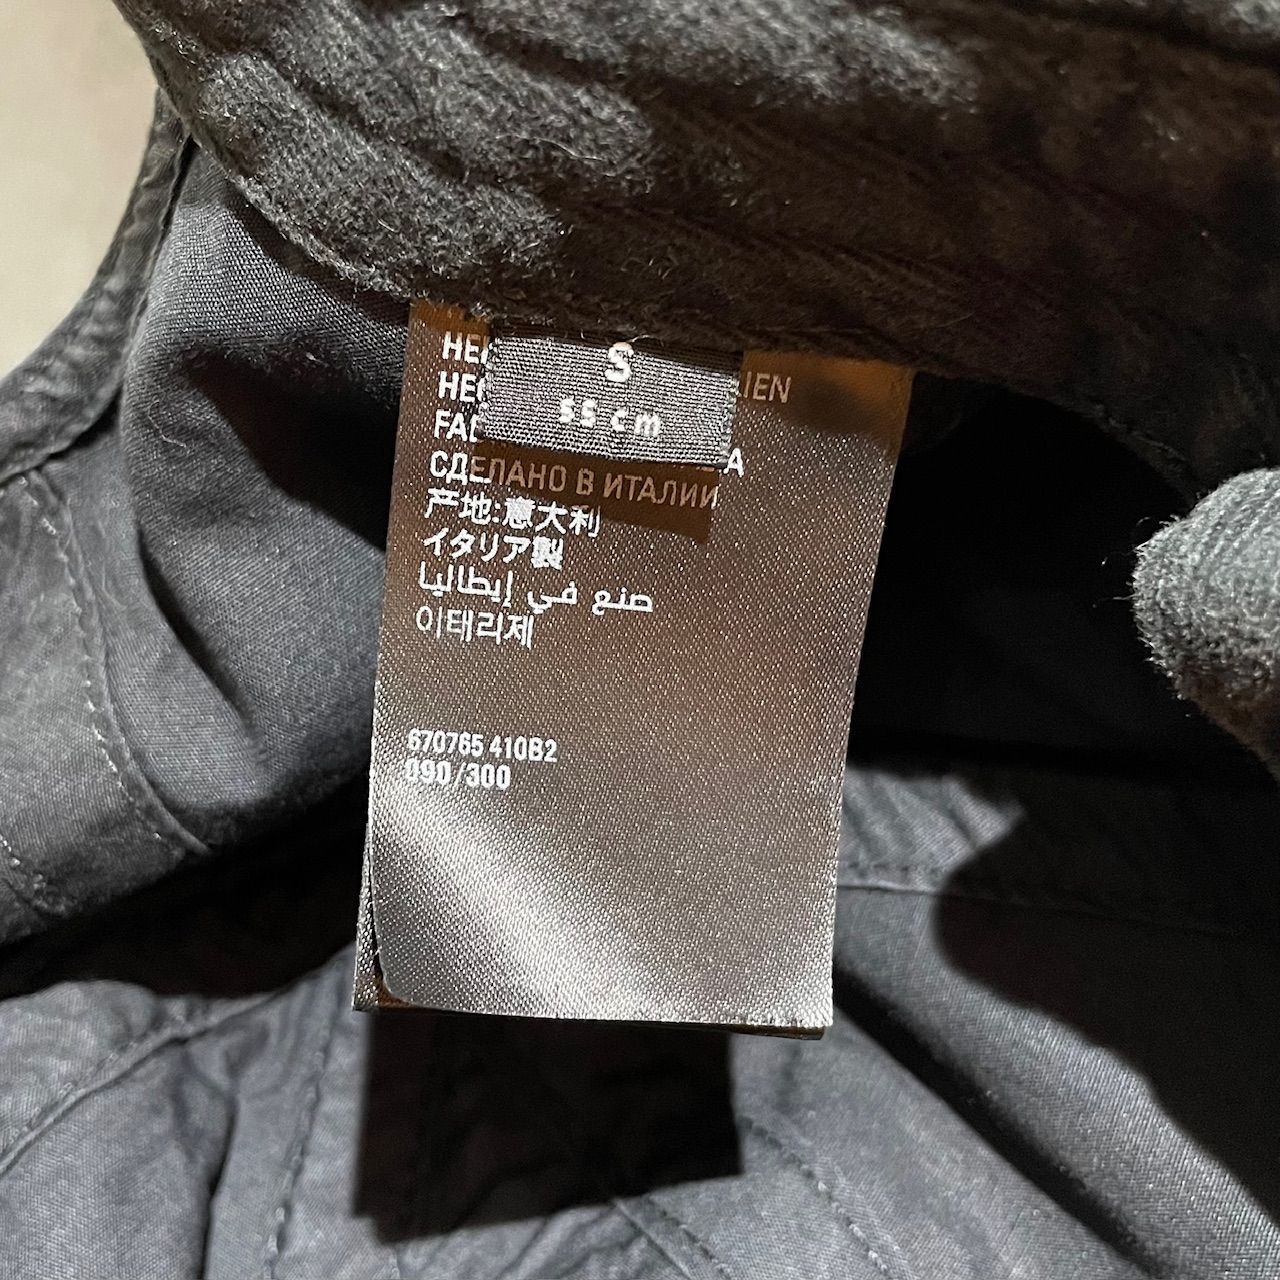 S
55 cm
IEN
A
СДЕЛАНО В ИТАЛИИ
产地:意大利
イタリア製
صنع في إيطاليا
이태리제
670765 410B2
090/300